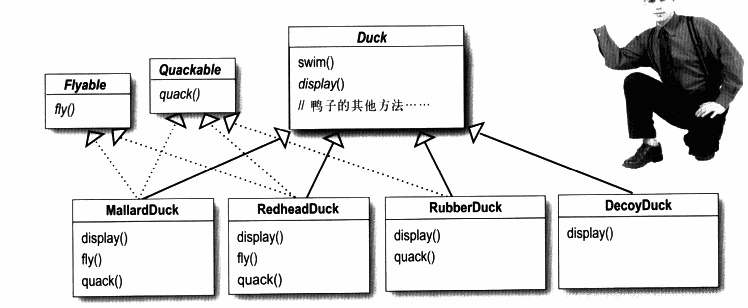 Duck
swim()
display()
// 鸭子的其他方法……
Flyable
fly()
Quackable
quack()
MallardDuck
display()
fly()
quack()
RedheadDuck
display()
fly()
quack()
RubberDuck
display()
quack()
DecoyDuck
display()